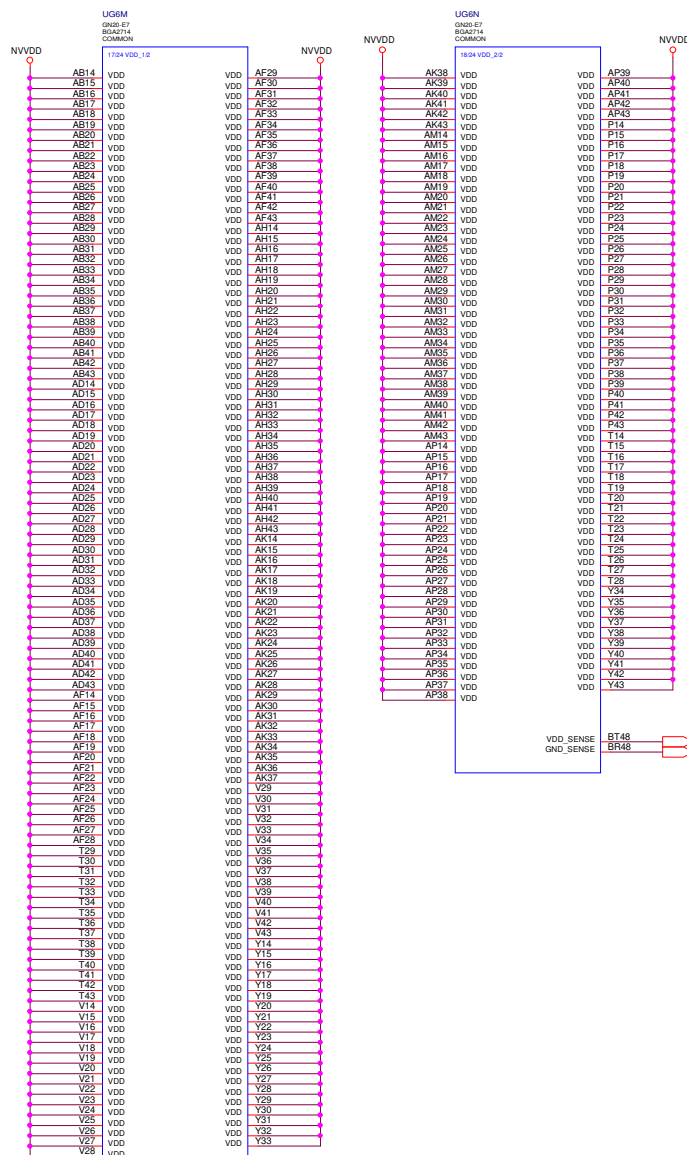 UG6M
GN20-E7
BGA2714
COMMON
NVVDD
NVVDD
17/24 VDD_1/2
AB14 VDD VDD AF29
AB15 VDD VDD AF30
AB16 VDD VDD AF31
AB17 VDD VDD AF32
AB18 VDD VDD AF33
AB19 VDD VDD AF34
AB20 VDD VDD AF35
AB21 VDD VDD AF36
AB22 VDD VDD AF37
AB23 VDD VDD AF38
AB24 VDD VDD AF39
AB25 VDD VDD AF40
AB26 VDD VDD AF41
AB27 VDD VDD AF42
AB28 VDD VDD AF43
AB29 VDD VDD AH14
AB30 VDD VDD AH15
AB31 VDD VDD AH16
AB32 VDD VDD AH17
AB33 VDD VDD AH18
AB34 VDD VDD AH19
AB35 VDD VDD AH20
AB36 VDD VDD AH21
AB37 VDD VDD AH22
AB38 VDD VDD AH23
AB39 VDD VDD AH24
AB40 VDD VDD AH25
AB41 VDD VDD AH26
AB42 VDD VDD AH27
AB43 VDD VDD AH28
AD14 VDD VDD AH29
AD15 VDD VDD AH30
AD16 VDD VDD AH31
AD17 VDD VDD AH32
AD18 VDD VDD AH33
AD19 VDD VDD AH34
AD20 VDD VDD AH35
AD21 VDD VDD AH36
AD22 VDD VDD AH37
AD23 VDD VDD AH38
AD24 VDD VDD AH39
AD25 VDD VDD AH40
AD26 VDD VDD AH41
AD27 VDD VDD AH42
AD28 VDD VDD AH43
AD29 VDD VDD AK14
AD30 VDD VDD AK15
AD31 VDD VDD AK16
AD32 VDD VDD AK17
AD33 VDD VDD AK18
AD34 VDD VDD AK19
AD35 VDD VDD AK20
AD36 VDD VDD AK21
AD37 VDD VDD AK22
AD38 VDD VDD AK23
AD39 VDD VDD AK24
AD40 VDD VDD AK25
AD41 VDD VDD AK26
AD42 VDD VDD AK27
AD43 VDD VDD AK28
AF14 VDD VDD AK29
AF15 VDD VDD AK30
AF16 VDD VDD AK31
AF17 VDD VDD AK32
AF18 VDD VDD AK33
AF19 VDD VDD AK34
AF20 VDD VDD AK35
AF21 VDD VDD AK36
AF22 VDD VDD AK37
AF23 VDD VDD V29
AF24 VDD VDD V30
AF25 VDD VDD V31
AF26 VDD VDD V32
AF27 VDD VDD V33
AF28 VDD VDD V34
T29 VDD VDD V35
T30 VDD VDD V36
T31 VDD VDD V37
T32 VDD VDD V38
T33 VDD VDD V39
T34 VDD VDD V40
T35 VDD VDD V41
T36 VDD VDD V42
T37 VDD VDD V43
T38 VDD VDD Y14
T39 VDD VDD Y15
T40 VDD VDD Y16
T41 VDD VDD Y17
T42 VDD VDD Y18
T43 VDD VDD Y19
V14 VDD VDD Y20
V15 VDD VDD Y21
V16 VDD VDD Y22
V17 VDD VDD Y23
V18 VDD VDD Y24
V19 VDD VDD Y25
V20 VDD VDD Y26
V21 VDD VDD Y27
V22 VDD VDD Y28
V23 VDD VDD Y29
V24 VDD VDD Y30
V25 VDD VDD Y31
V26 VDD VDD Y32
V27 VDD VDD Y33
V28 VDD
UG6N
GN20-E7
BGA2714
COMMON
NVVDD
NVVDD
18/24 VDD_2/2
AK38 VDD VDD AP39
AK39 VDD VDD AP40
AK40 VDD VDD AP41
AK41 VDD VDD AP42
AK42 VDD VDD AP43
AK43 VDD VDD P14
AM14 VDD VDD P15
AM15 VDD VDD P16
AM16 VDD VDD P17
AM17 VDD VDD P18
AM18 VDD VDD P19
AM19 VDD VDD P20
AM20 VDD VDD P21
AM21 VDD VDD P22
AM22 VDD VDD P23
AM23 VDD VDD P24
AM24 VDD VDD P25
AM25 VDD VDD P26
AM26 VDD VDD P27
AM27 VDD VDD P28
AM28 VDD VDD P29
AM29 VDD VDD P30
AM30 VDD VDD P31
AM31 VDD VDD P32
AM32 VDD VDD P33
AM33 VDD VDD P34
AM34 VDD VDD P35
AM35 VDD VDD P36
AM36 VDD VDD P37
AM37 VDD VDD P38
AM38 VDD VDD P39
AM39 VDD VDD P40
AM40 VDD VDD P41
AM41 VDD VDD P42
AM42 VDD VDD P43
AM43 VDD VDD T14
AP14 VDD VDD T15
AP15 VDD VDD T16
AP16 VDD VDD T17
AP17 VDD VDD T18
AP18 VDD VDD T19
AP19 VDD VDD T20
AP20 VDD VDD T21
AP21 VDD VDD T22
AP22 VDD VDD T23
AP23 VDD VDD T24
AP24 VDD VDD T25
AP25 VDD VDD T26
AP26 VDD VDD T27
AP27 VDD VDD T28
AP28 VDD VDD Y34
AP29 VDD VDD Y35
AP30 VDD VDD Y36
AP31 VDD VDD Y37
AP32 VDD VDD Y38
AP33 VDD VDD Y39
AP34 VDD VDD Y40
AP35 VDD VDD Y41
AP36 VDD VDD Y42
AP37 VDD VDD Y43
AP38 VDD
VDD_SENSE BT48
GND_SENSE BR48